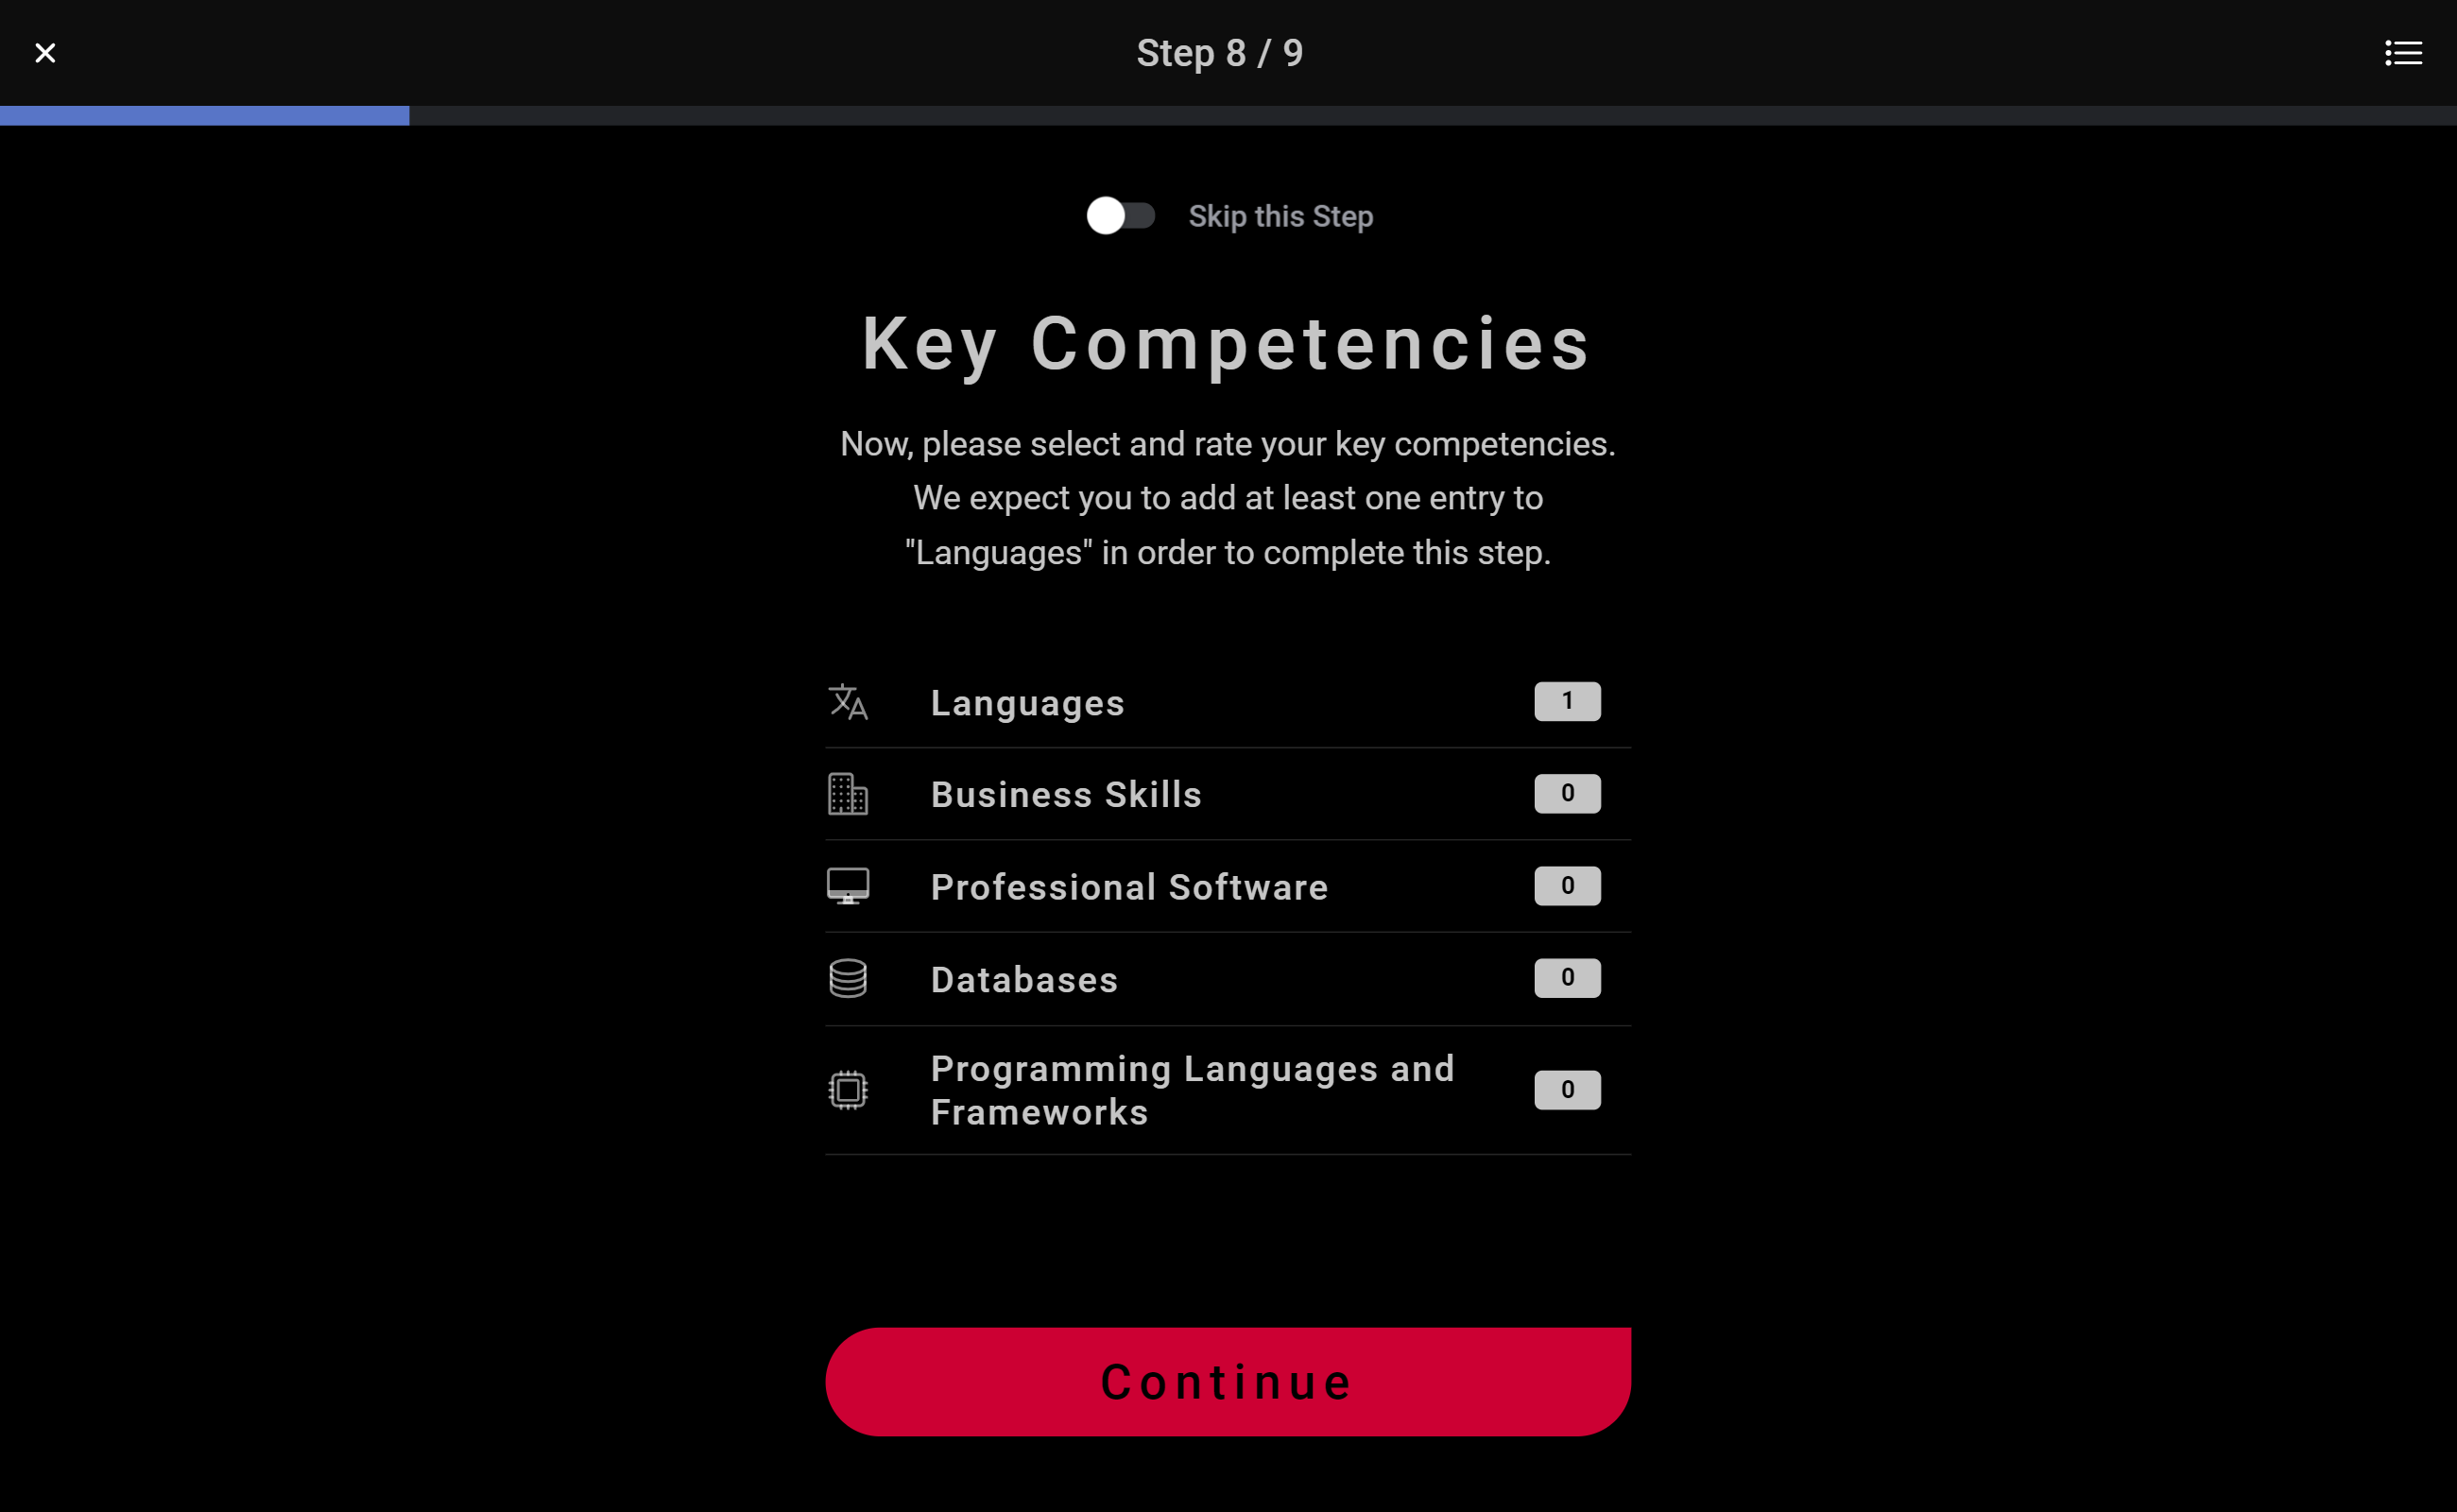 Step 8 / 9
Skip this Step
Key Competencies
Now, please select and rate your key competencies.
We expect you to add at least one entry to
"Languages" in order to complete this step.
Languages
1
Business Skills
0
Professional Software
0
Databases
0
Programming Languages and
Frameworks
0
Continue